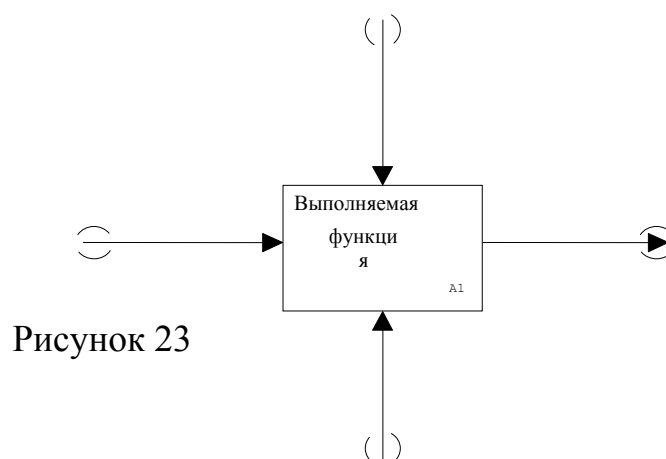 Выполняемая
функци
я
A1
Рисунок 23